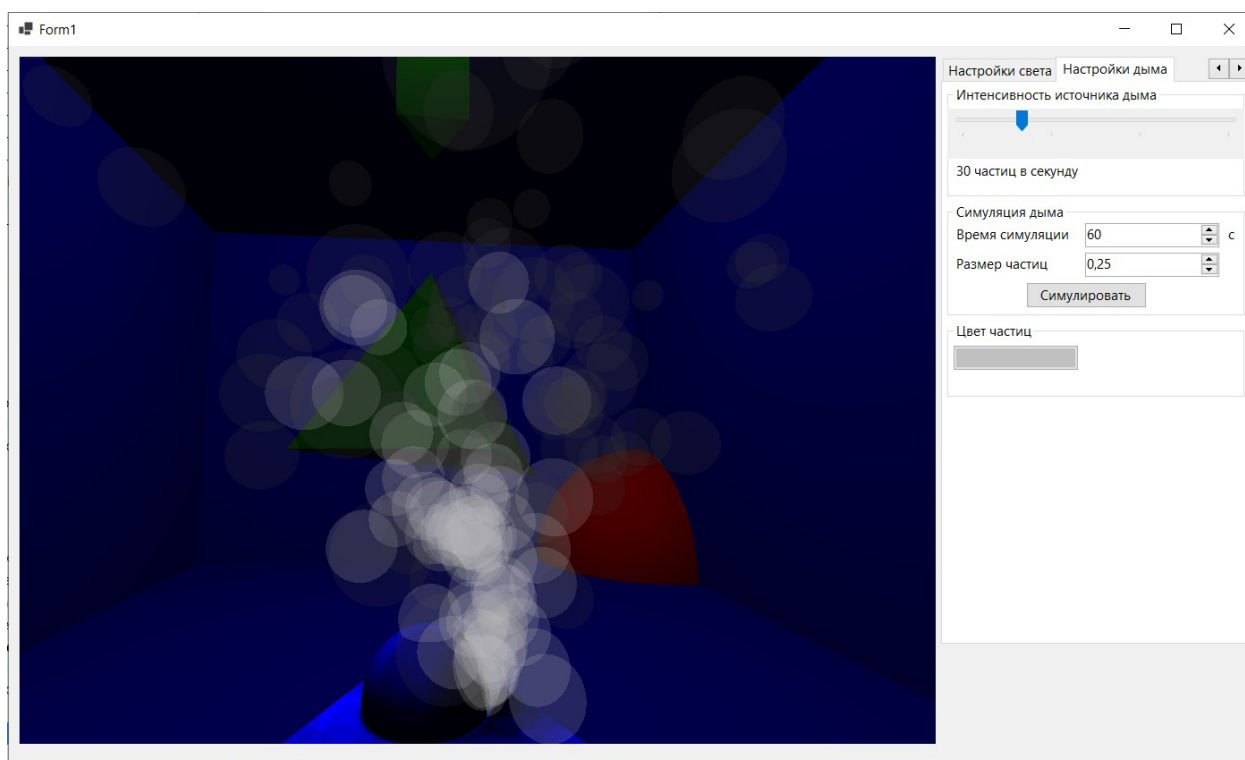 Form1
Настройки света Настройки дыма
Интенсивность источника дыма
30 частиц в секунду
Симуляция дыма
Время симуляции 60 с
Размер частиц 0,25
Симулировать
Цвет частиц